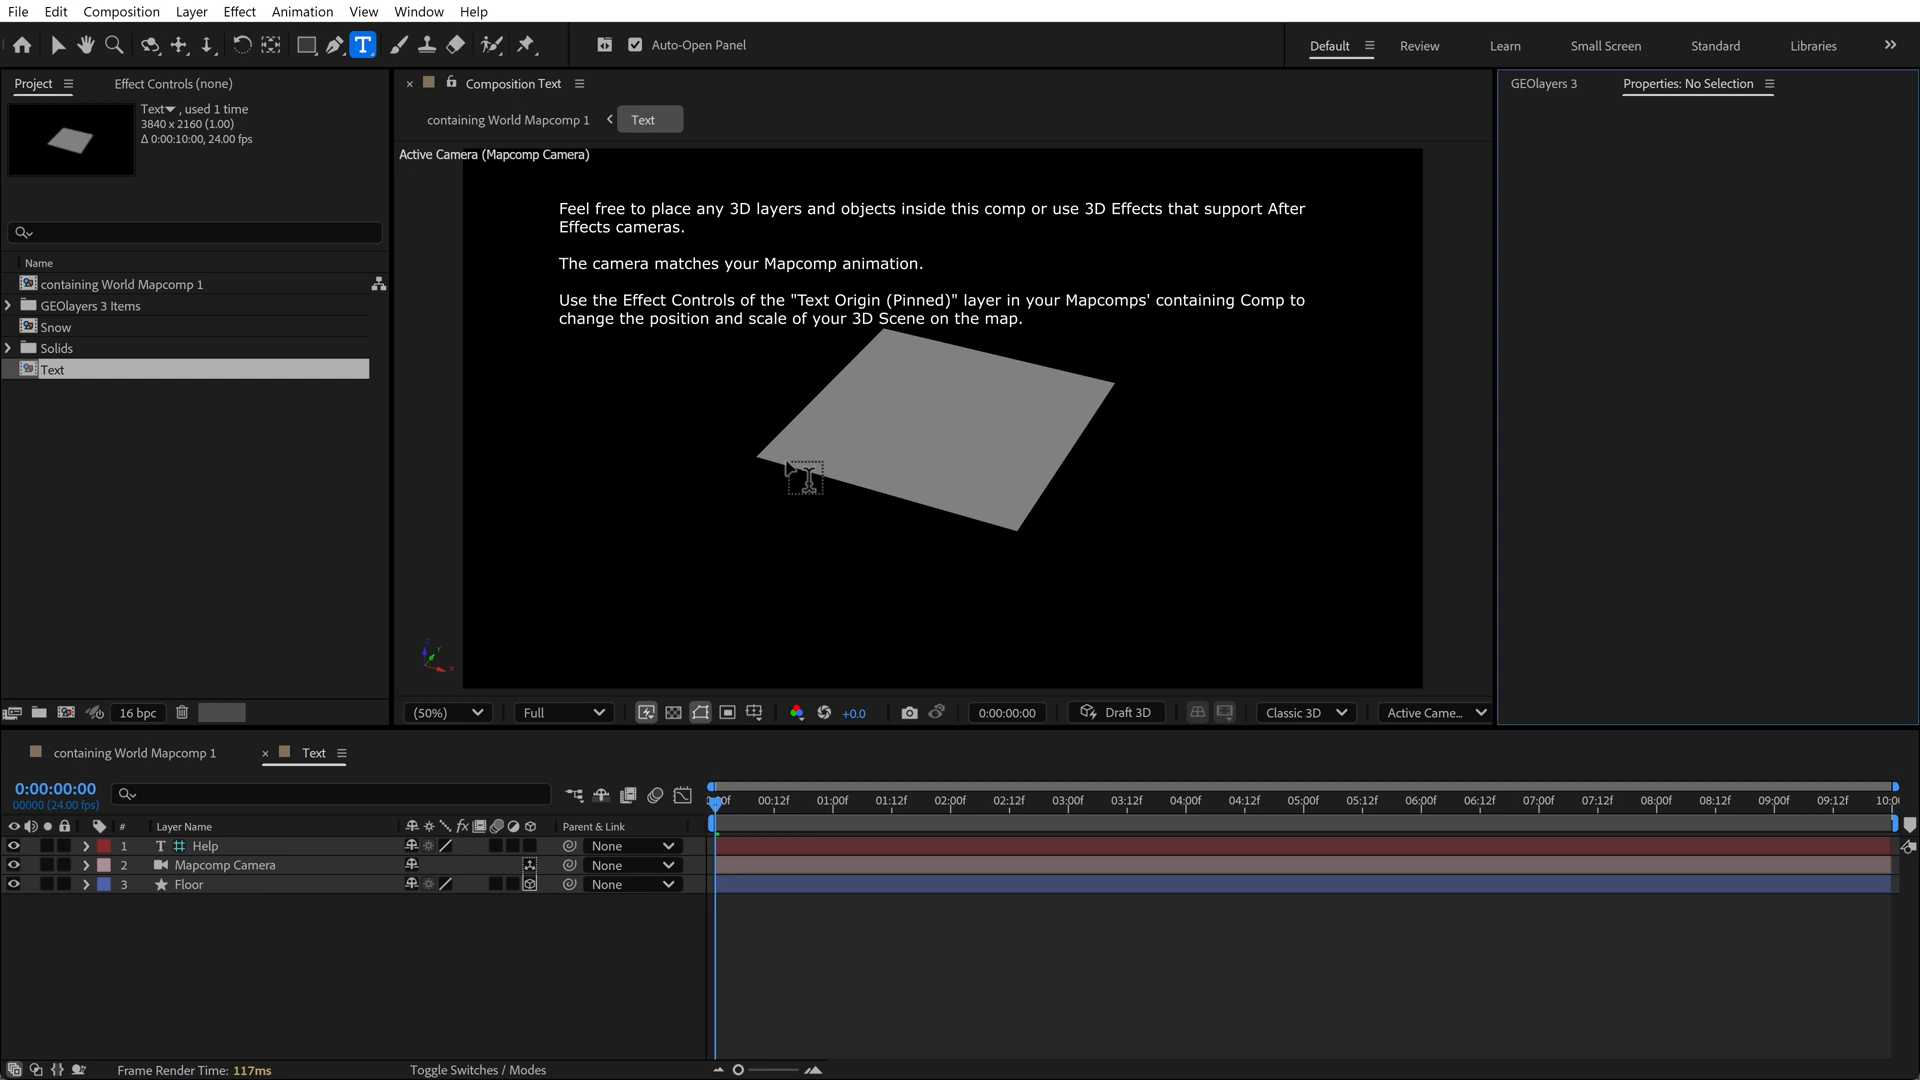 File Edit Composition Layer Effect Animation View Window Help
Auto-Open Panel
Default Review Learn Small Screen Standard Libraries
Project Effect Controls (none)
Text , used 1 time
3840 x 2160 (1.00)
Δ 0:00:10:00, 24.00 fps
Name
containing World Mapcomp 1
GEOlayers 3 Items
Snow
Solids
Text
16 bpc
Composition Text
containing World Mapcomp 1 Text
Active Camera (Mapcomp Camera)
Feel free to place any 3D layers and objects inside this comp or use 3D Effects that support After
Effects cameras.
The camera matches your Mapcomp animation.
Use the Effect Controls of the "Text Origin (Pinned)" layer in your Mapcomps' containing Comp to
change the position and scale of your 3D Scene on the map.
Z
Y
X
(50%) Full +0.0 0:00:00:00 Draft 3D Classic 3D Active Came...
GEOlayers 3 Properties: No Selection
containing World Mapcomp 1 Text
0:00:00:00
00000 (24.00 fps)
00:12f 01:00f 01:12f 02:00f 02:12f 03:00f 03:12f 04:00f 04:12f 05:00f 05:12f 06:00f 06:12f 07:00f 07:12f 08:00f 08:12f 09:00f 09:12f
# Layer Name fx Parent & Link
1 T Help None
2 Mapcomp Camera None
3 Floor None
Frame Render Time: 117ms Toggle Switches / Modes